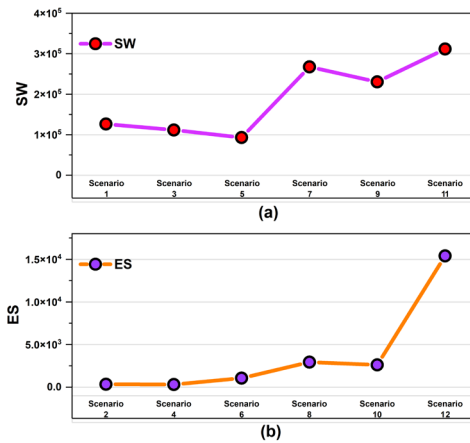 4×10⁵
3×10⁵
2×10⁵
1×10⁵
0
SW
SW
Scenario 1
Scenario 3
Scenario 5
Scenario 7
Scenario 9
Scenario 11
(a)
1.5×10⁴
1.0×10⁴
5.0×10³
0.0
ES
ES
Scenario 2
Scenario 4
Scenario 6
Scenario 8
Scenario 10
Scenario 12
(b)